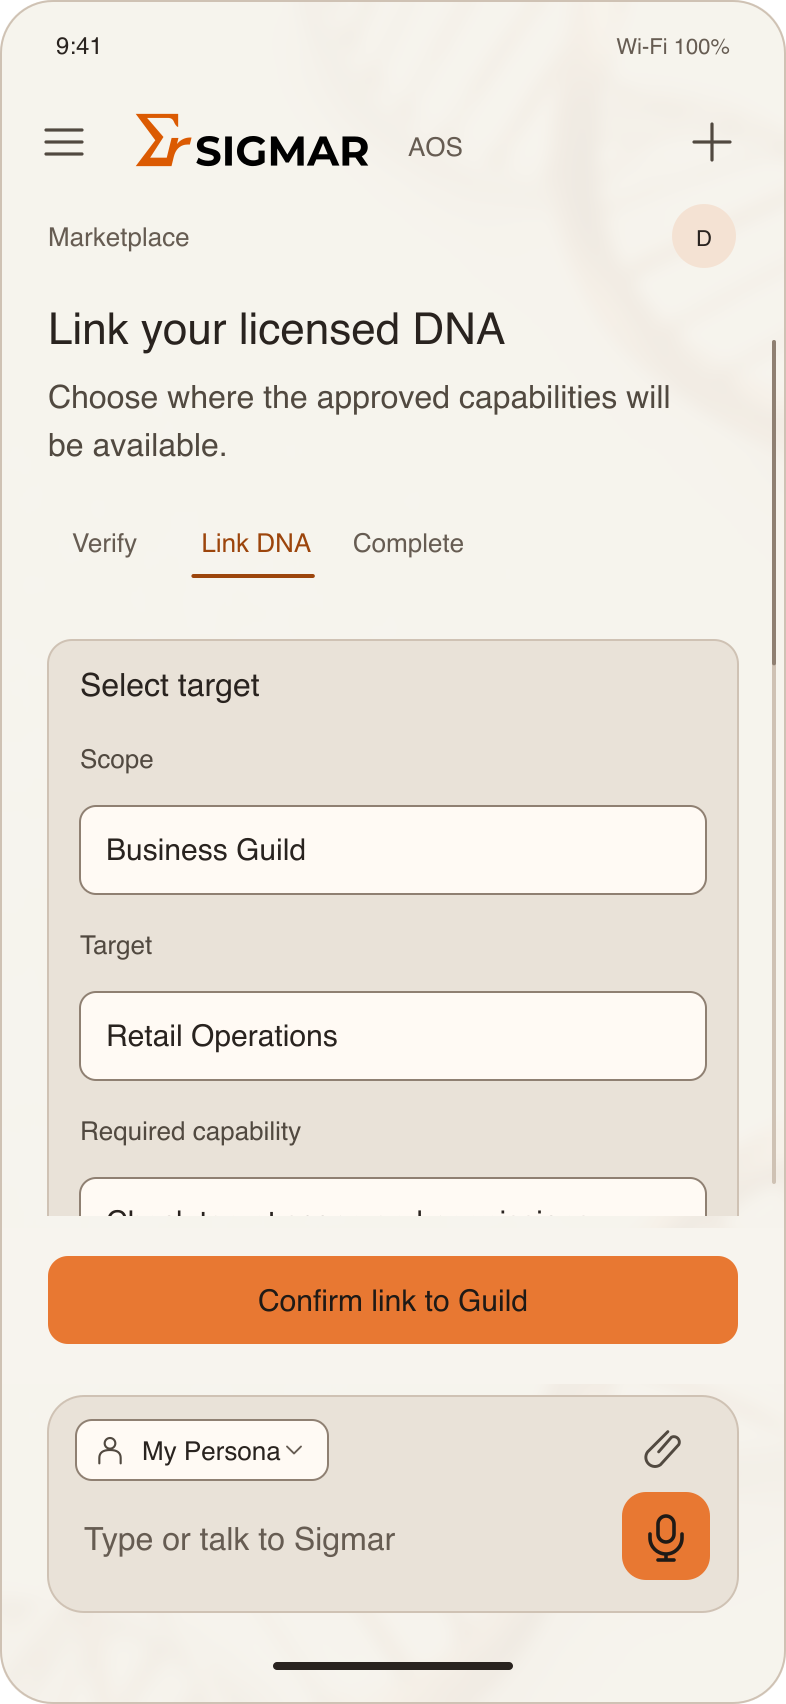 9:41
Wi-Fi 100%
Σr SIGMAR AOS
Marketplace
D
Link your licensed DNA
Choose where the approved capabilities will
be available.
Verify
Link DNA
Complete
Select target
Scope
Business Guild
Target
Retail Operations
Required capability
Confirm link to Guild
My Persona
Type or talk to Sigmar